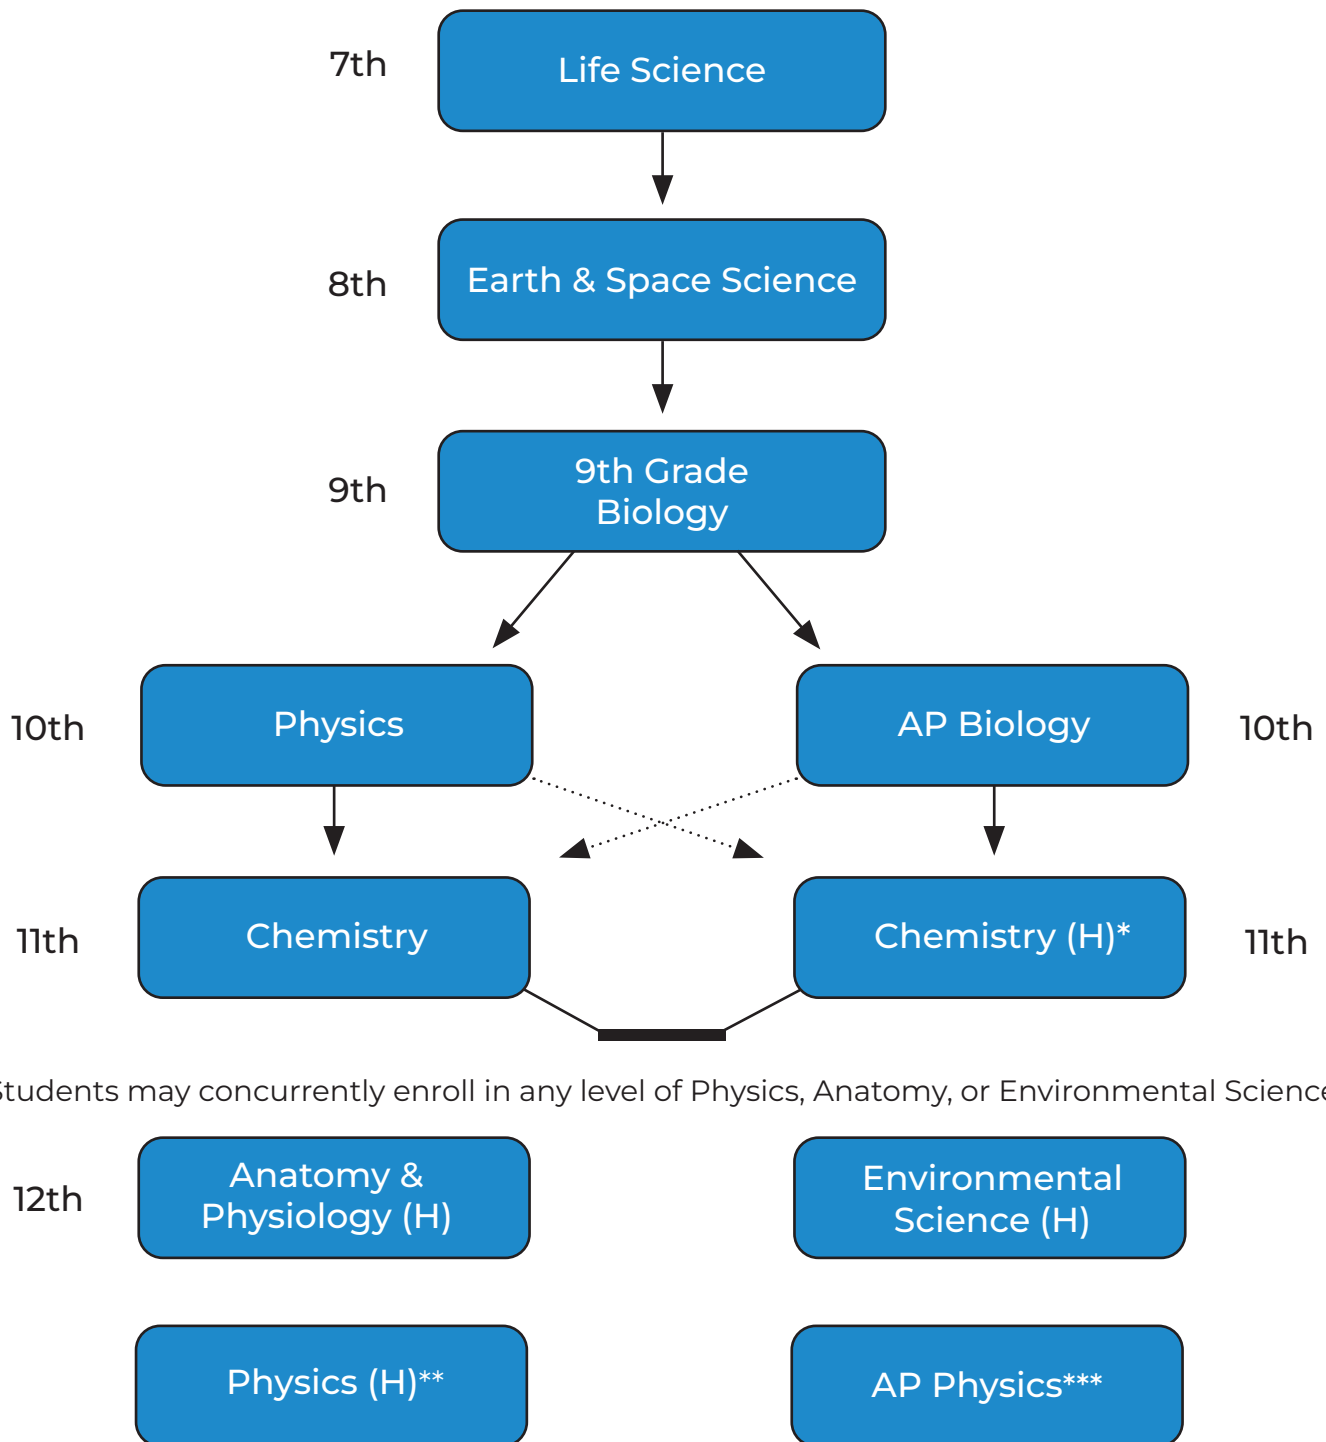 7th
Life Science
8th
Earth & Space Science
9th
9th Grade
Biology
10th
Physics
AP Biology
10th
11th
Chemistry
Chemistry (H)*
11th
Students may concurrently enroll in any level of Physics, Anatomy, or Environmental Science
12th
Anatomy &
Physiology (H)
Environmental
Science (H)
Physics (H)**
AP Physics***